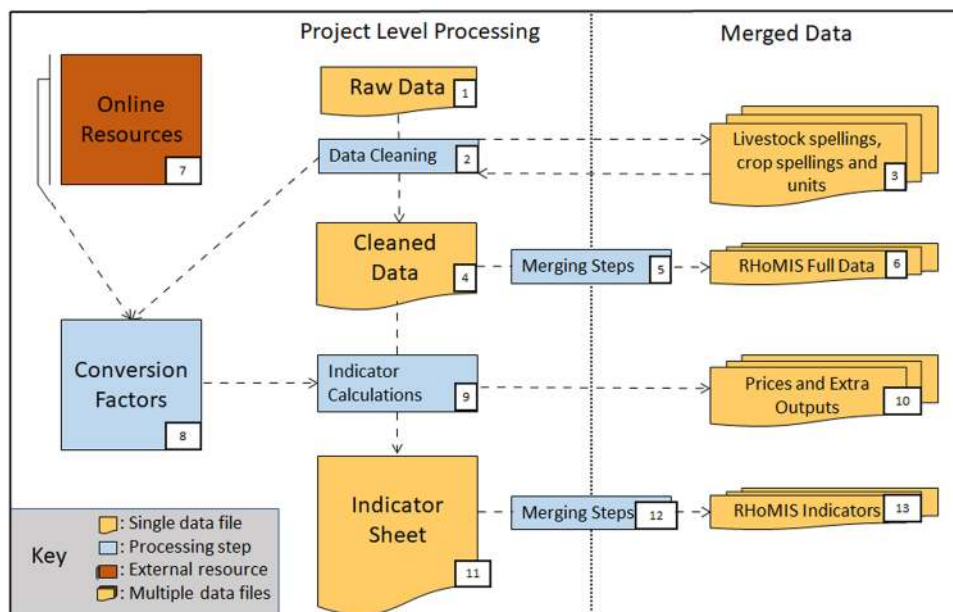 Project Level Processing
Merged Data
Online
Resources
7
Raw Data
1
Data Cleaning
2
Livestock spellings,
crop spellings and
units
3
Cleaned
Data
4
Merging Steps
5
RHoMIS Full Data
6
Conversion
Factors
8
Indicator
Calculations
9
Prices and Extra
Outputs
10
Indicator
Sheet
11
Merging Steps
12
RHoMIS Indicators
13
Key
: Single data file
: Processing step
: External resource
: Multiple data files